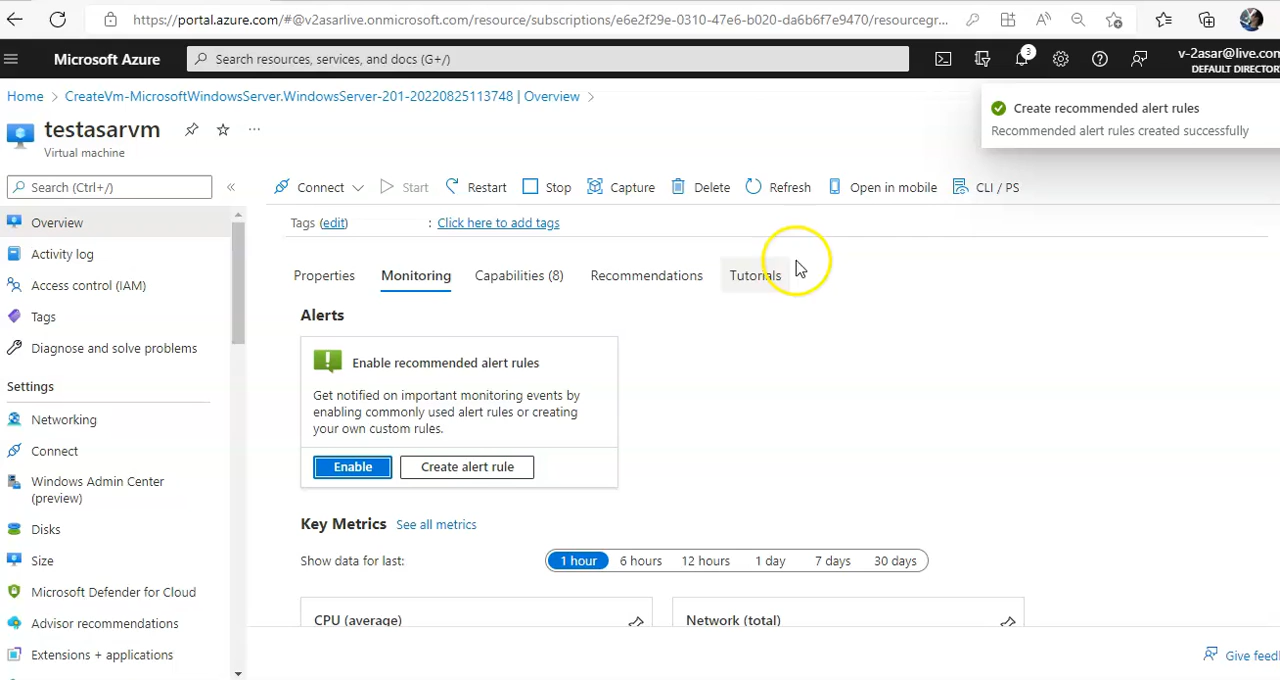 https://portal.azure.com/#@v2asarlive.onmicrosoft.com/resource/subscriptions/e6e2f29e-0310-47e6-b020-da6b6f7e9470/resourcegr...
Microsoft Azure
Search resources, services, and docs (G+/)
3
v-2asar@live.com
DEFAULT DIRECTOR
Home > CreateVm-MicrosoftWindowsServer.WindowsServer-201-20220825113748 | Overview >
Create recommended alert rules
Recommended alert rules created successfully
testasarvm
...
Virtual machine
Search (Ctrl+/)
«
Connect
Start
Restart
Stop
Capture
Delete
Refresh
Open in mobile
CLI / PS
Overview
Activity log
Access control (IAM)
Tags
Diagnose and solve problems
Settings
Networking
Connect
Windows Admin Center
(preview)
Disks
Size
Microsoft Defender for Cloud
Advisor recommendations
Extensions + applications
Tags (edit) : Click here to add tags
Properties
Monitoring
Capabilities (8)
Recommendations
Tutorials
Alerts
Enable recommended alert rules
Get notified on important monitoring events by
enabling commonly used alert rules or creating
your own custom rules.
Enable
Create alert rule
Key Metrics See all metrics
Show data for last:
1 hour
6 hours
12 hours
1 day
7 days
30 days
CPU (average)
Network (total)
Give feed